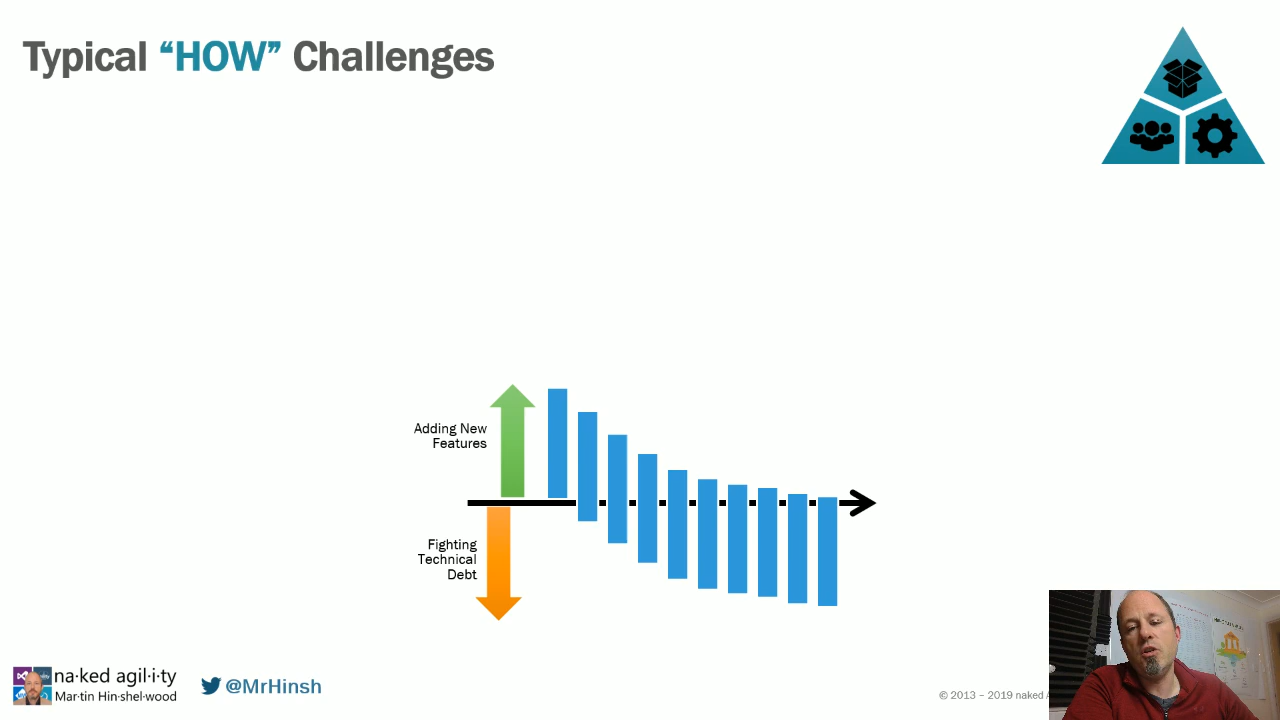 Typical “HOW” Challenges
Adding New
Features
Fighting
Technical
Debt
na·ked agil·i·ty
Mar·tin Hin·shel·wood
@MrHinsh
© 2013 – 2019 naked